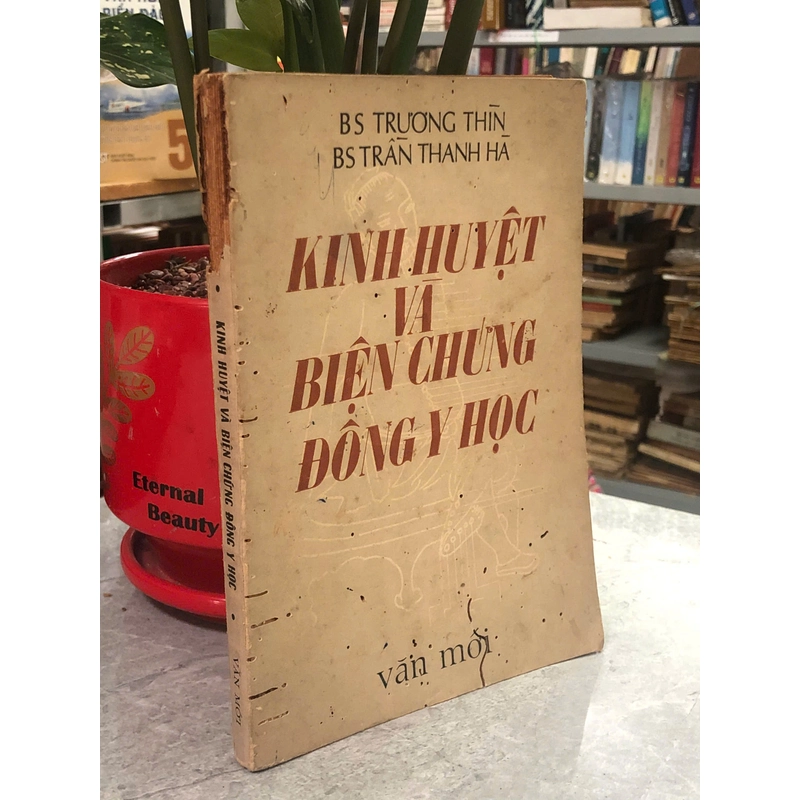 BS TRƯƠNG THÌN
BS TRẦN THANH HÀ
KINH HUYỆT
VÀ
BIỆN CHỨNG
ĐÔNG Y HỌC
văn mới
KINH HUYỆT VÀ BIỆN CHỨNG ĐÔNG Y HỌC
VĂN MỚI
Eternal
Beauty
5